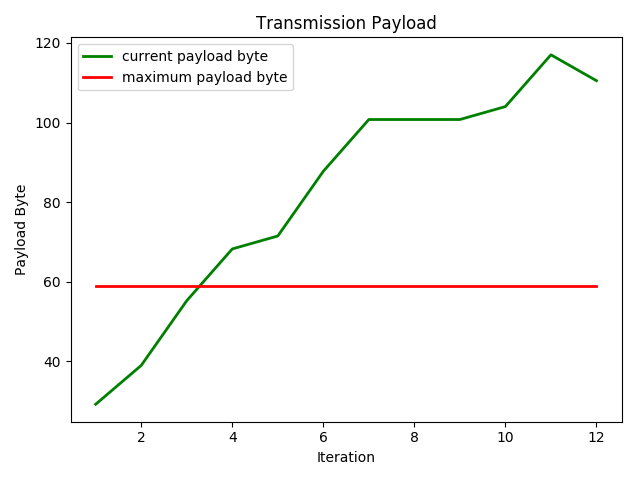 Transmission Payload
current payload byte
maximum payload byte
Payload Byte
120
100
80
60
40
2 4 6 8 10 12
Iteration